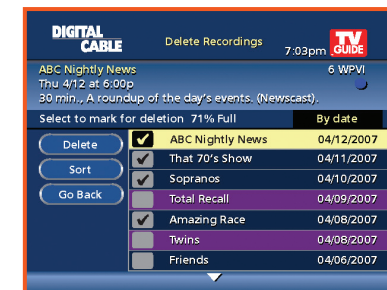 DIGITAL
CABLE
Delete Recordings
7:03pm
TV
GUIDE
ABC Nightly News
6 WPVI
Thu 4/12 at 6:00p
30 min., A roundup of the day's events. (Newscast).
Select to mark for deletion 71% Full
By date
Delete
Sort
Go Back
ABC Nightly News 04/12/2007
That 70's Show 04/11/2007
Sopranos 04/10/2007
Total Recall 04/09/2007
Amazing Race 04/08/2007
Twins 04/08/2007
Friends 04/06/2007